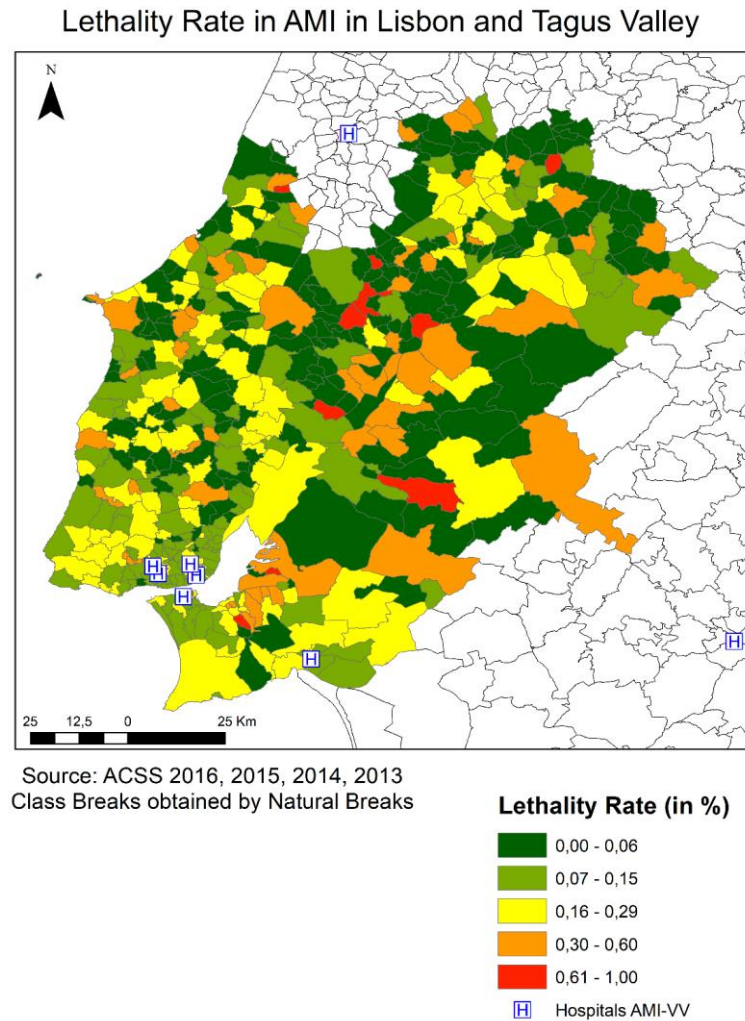 Lethality Rate in AMI in Lisbon and Tagus Valley
N
H
H
H
H
H
H
H
H
25 12,5 0 25 Km
Source: ACSS 2016, 2015, 2014, 2013
Class Breaks obtained by Natural Breaks
Lethality Rate (in %)
0,00 - 0,06
0,07 - 0,15
0,16 - 0,29
0,30 - 0,60
0,61 - 1,00
H Hospitals AMI-VV